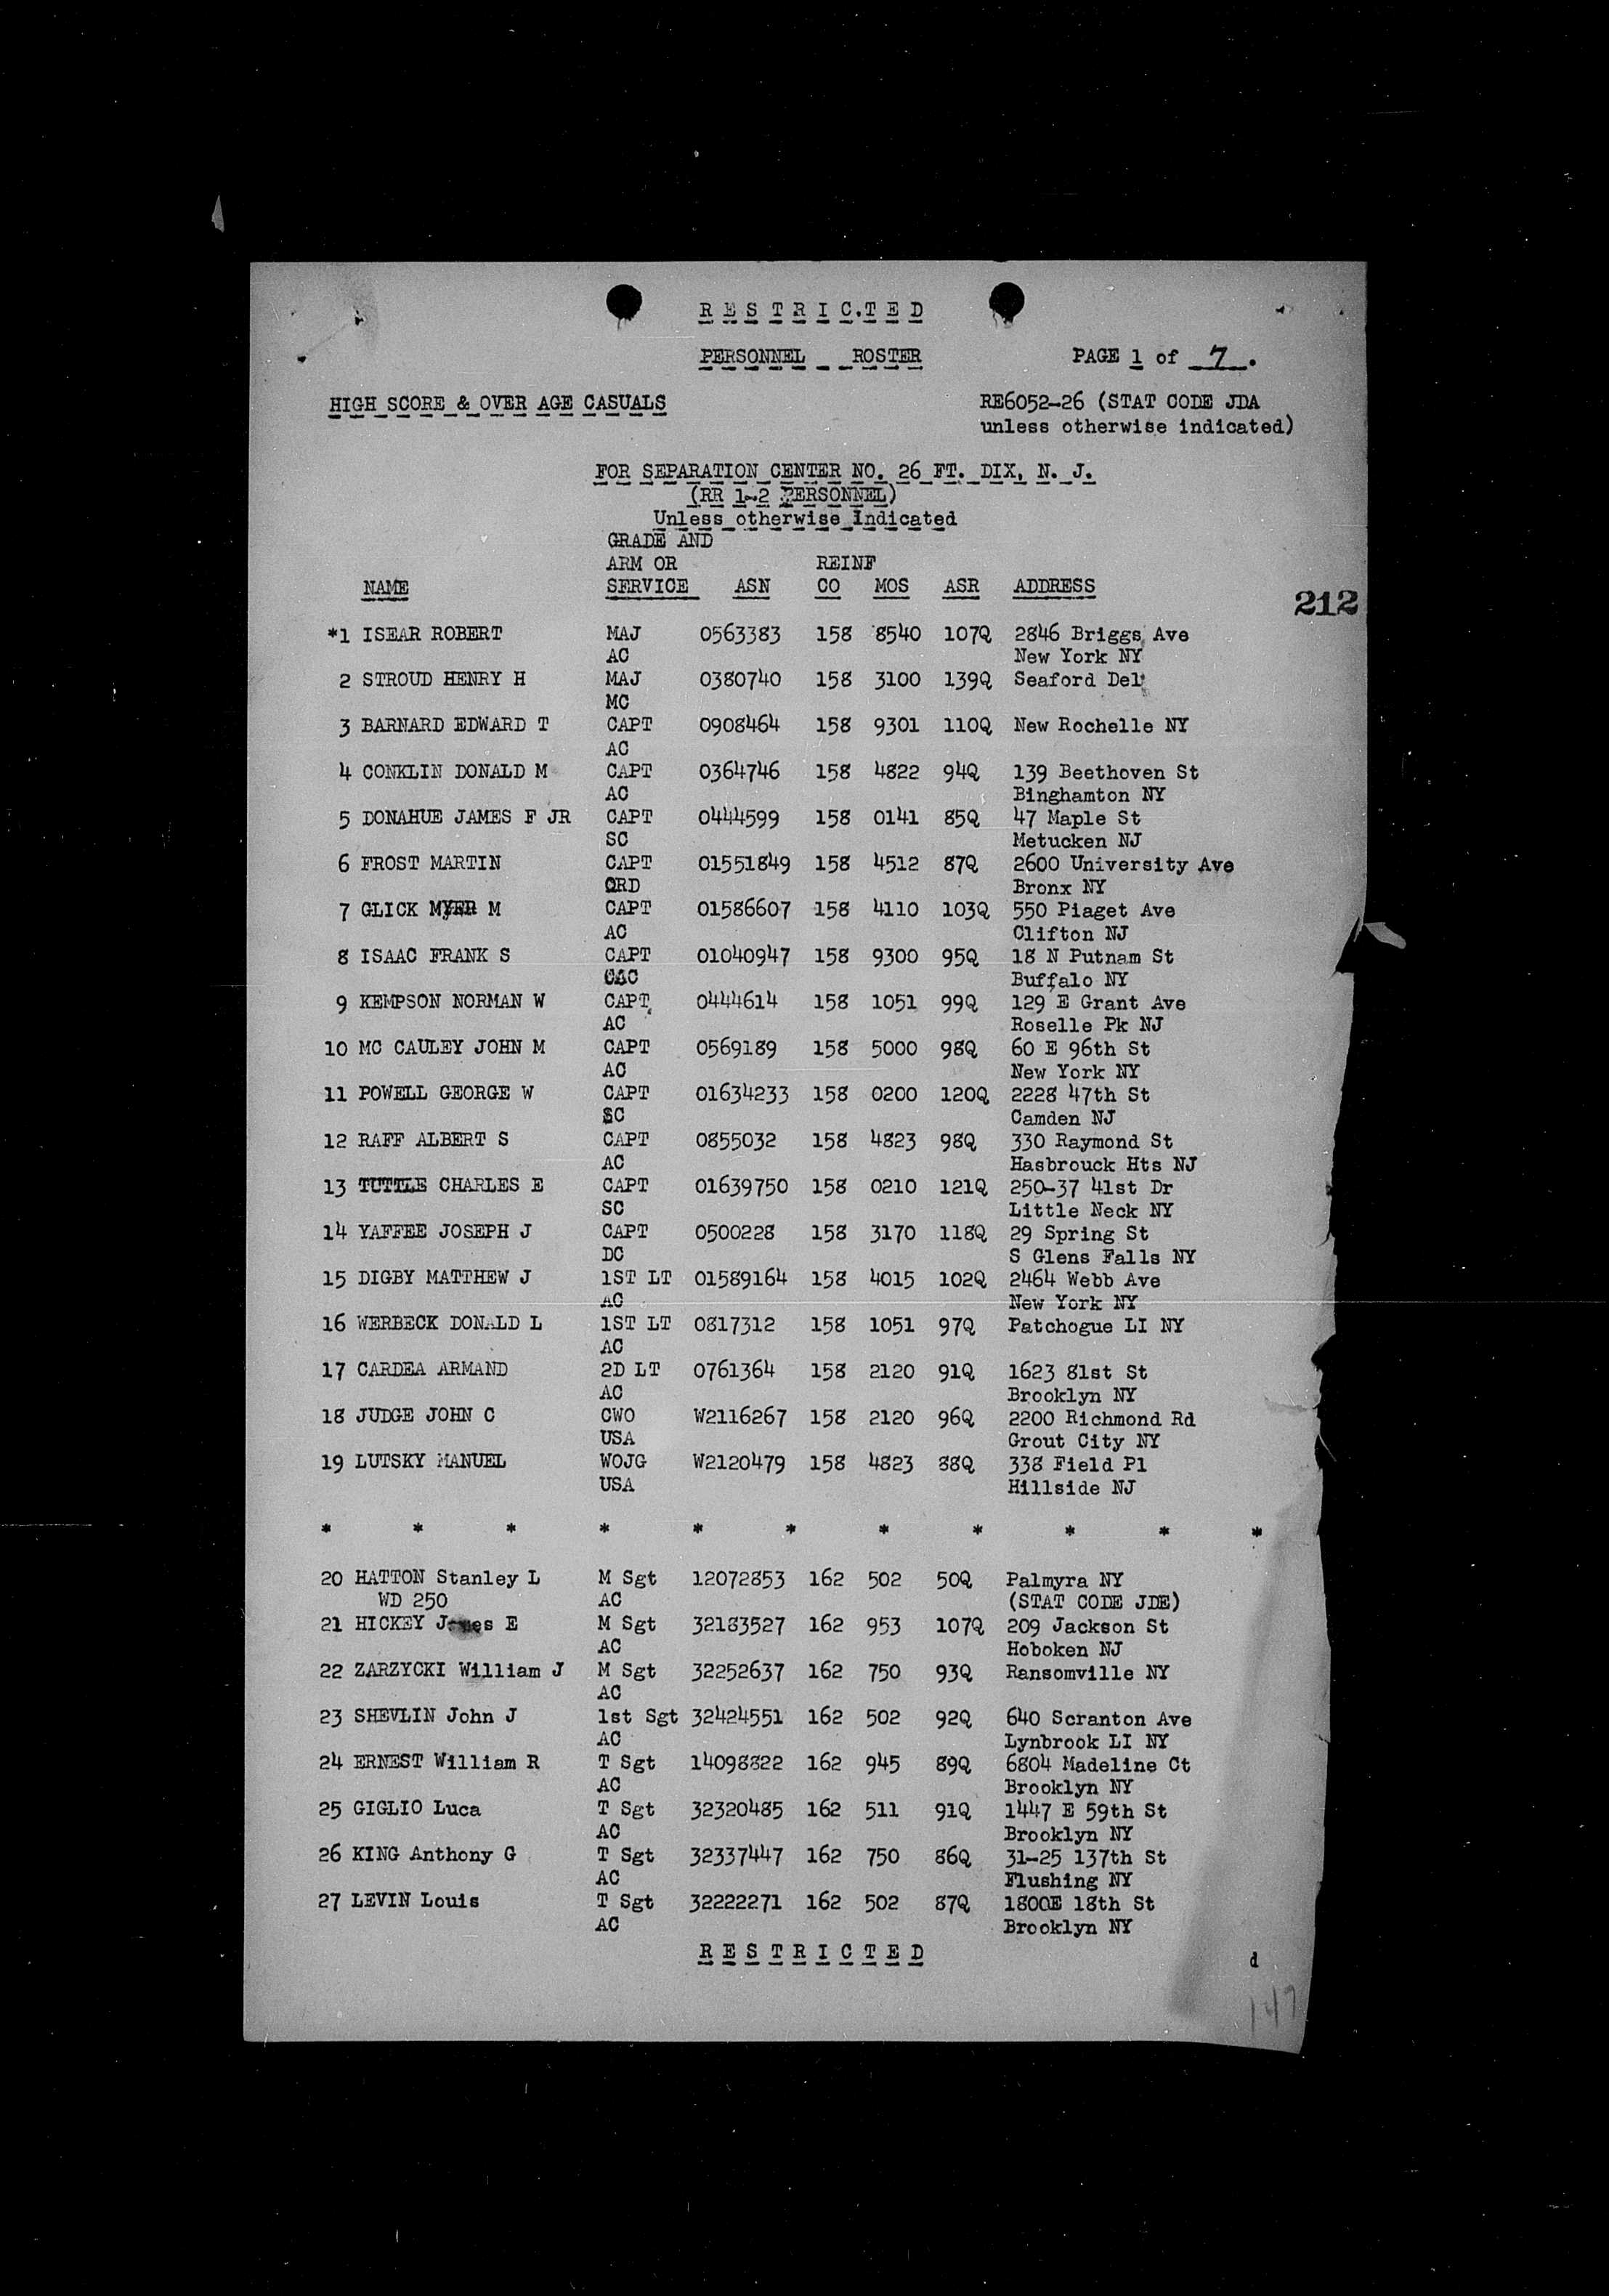 RESTRICTED
PERSONNEL ROSTER PAGE 1 of 7.
HIGH SCORE & OVER AGE CASUALS RE6052-26 (STAT CODE JDA
unless otherwise indicated)
FOR SEPARATION CENTER NO. 26 FT. DIX, N. J.
(RR 1-2 PERSONNEL)
Unless otherwise Indicated
GRADE AND
ARM OR REINF
NAME SERVICE ASN CO MOS ASR ADDRESS
212
*1 ISEAR ROBERT MAJ 0563383 158 8540 107Q 2846 Briggs Ave
AC New York NY
2 STROUD HENRY H MAJ 0380740 158 3100 139Q Seaford Del
MC
3 BARNARD EDWARD T CAPT 0908464 158 9301 110Q New Rochelle NY
AC
4 CONKLIN DONALD M CAPT 0364746 158 4822 94Q 139 Beethoven St
AC Binghamton NY
5 DONAHUE JAMES F JR CAPT 0444599 158 0141 85Q 47 Maple St
SC Metucken NJ
6 FROST MARTIN CAPT 01551849 158 4512 87Q 2600 University Ave
ORD Bronx NY
7 GLICK MYER M CAPT 01586607 158 4110 103Q 550 Piaget Ave
AC Clifton NJ
8 ISAAC FRANK S CAPT 01040947 158 9300 95Q 18 N Putnam St
CAC Buffalo NY
9 KEMPSON NORMAN W CAPT 0444614 158 1051 99Q 129 E Grant Ave
AC Roselle Pk NJ
10 MC CAULEY JOHN M CAPT 0569189 158 5000 98Q 60 E 96th St
AC New York NY
11 POWELL GEORGE W CAPT 01634233 158 0200 120Q 2228 47th St
SC Camden NJ
12 RAFF ALBERT S CAPT 0855032 158 4823 98Q 330 Raymond St
AC Hasbrouck Hts NJ
13 TUTTLE CHARLES E CAPT 01639750 158 0210 121Q 250-37 41st Dr
SC Little Neck NY
14 YAFFEE JOSEPH J CAPT 0500228 158 3170 118Q 29 Spring St
DC S Glens Falls NY
15 DIGBY MATTHEW J 1ST LT 01589164 158 4015 102Q 2464 Webb Ave
AC New York NY
16 WERBECK DONALD L 1ST LT 0817312 158 1051 97Q Patchogue LI NY
AC
17 CARDEA ARMAND 2D LT 0761364 158 2120 91Q 1623 81st St
AC Brooklyn NY
18 JUDGE JOHN C CWO W2116267 158 2120 96Q 2200 Richmond Rd
USA Grout City NY
19 LUTSKY MANUEL WOJG W2120479 158 4823 88Q 338 Field Pl
USA Hillside NJ
* * * * * * * * * * *
20 HATTON Stanley L M Sgt 12072853 162 502 50Q Palmyra NY
WD 250 AC (STAT CODE JDE)
21 HICKEY James E M Sgt 32183527 162 953 107Q 209 Jackson St
AC Hoboken NJ
22 ZARZYCKI William J M Sgt 32252637 162 750 93Q Ransomville NY
AC
23 SHEVLIN John J 1st Sgt 32424551 162 502 92Q 640 Scranton Ave
AC Lynbrook LI NY
24 ERNEST William R T Sgt 14098822 162 945 89Q 6804 Madeline Ct
AC Brooklyn NY
25 GIGLIO Luca T Sgt 32320485 162 511 91Q 1447 E 59th St
AC Brooklyn NY
26 KING Anthony G T Sgt 32337447 162 750 86Q 31-25 137th St
AC Flushing NY
27 LEVIN Louis T Sgt 32222271 162 502 87Q 1800E 18th St
AC Brooklyn NY
RESTRICTED
d
147